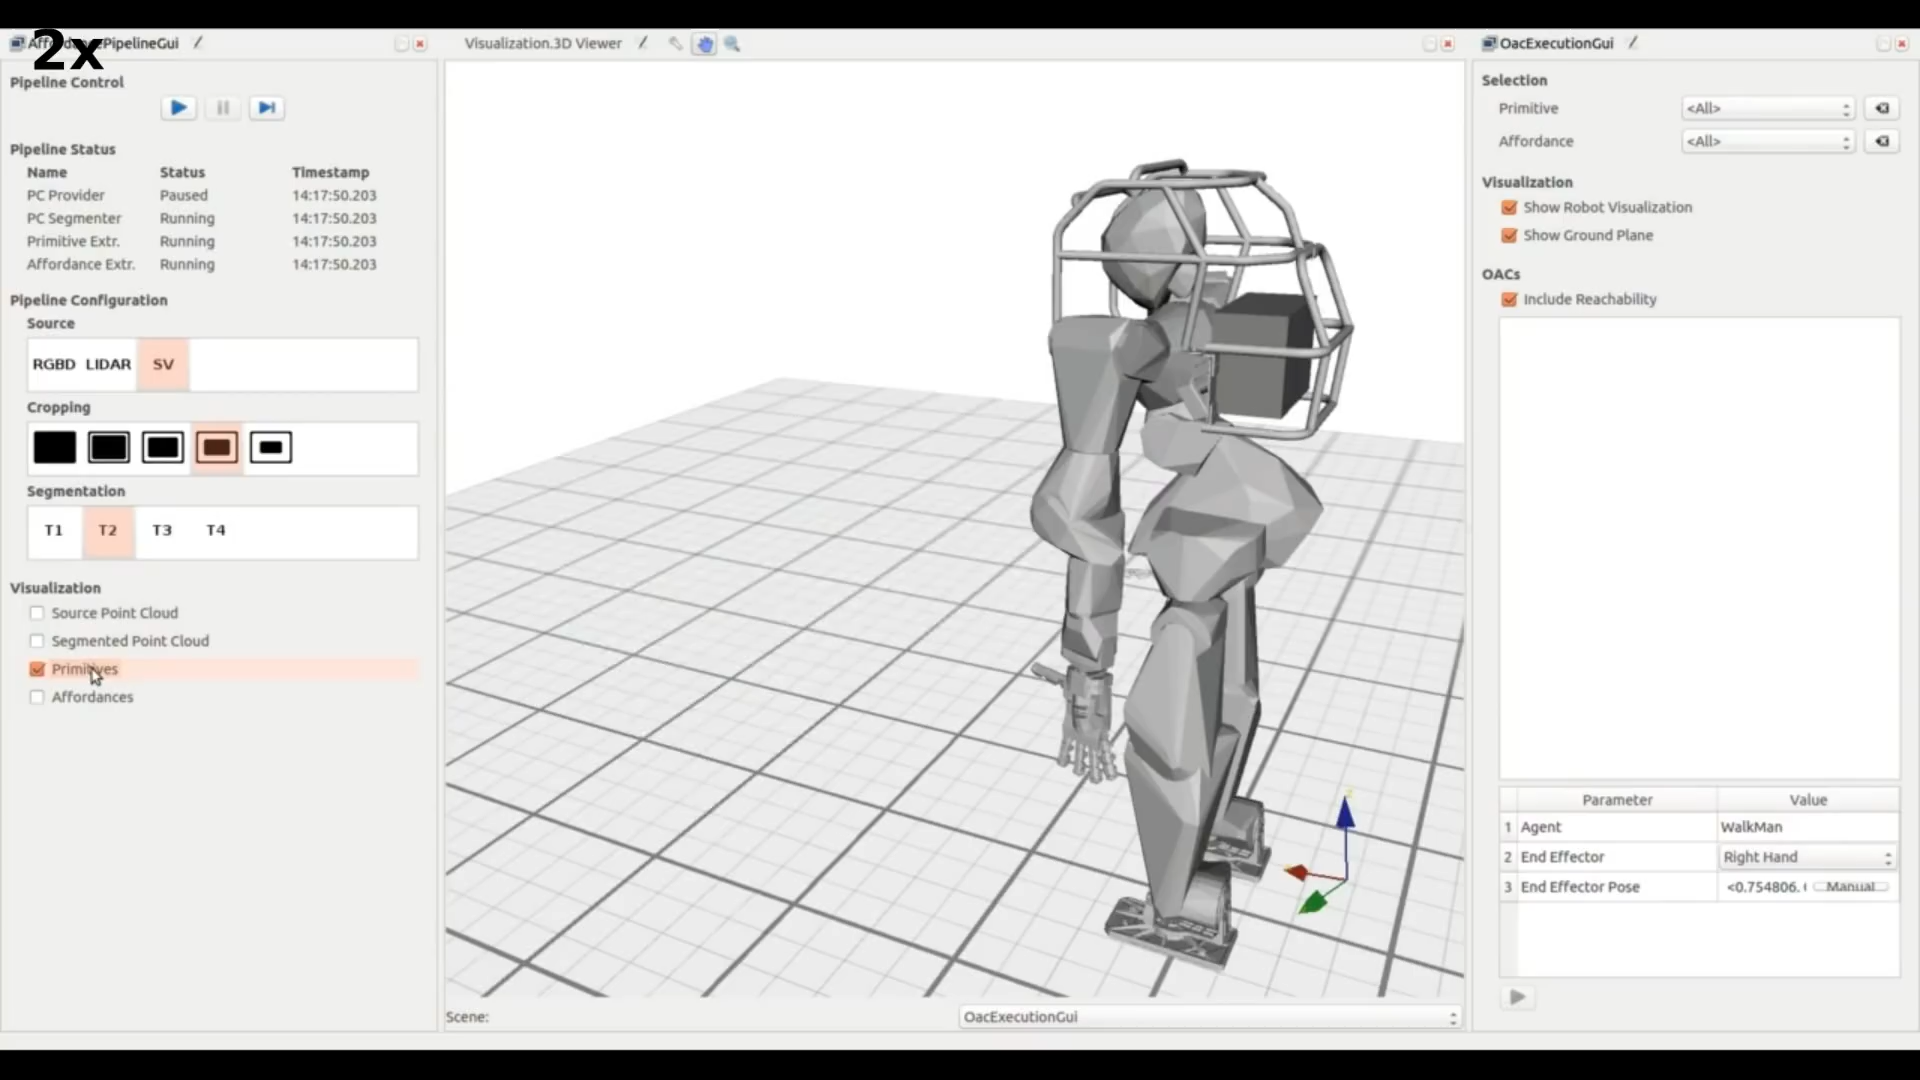 2x
AffordancePipelineGui
Pipeline Control
Pipeline Status
Name Status Timestamp
PC Provider Paused 14:17:50.203
PC Segmenter Running 14:17:50.203
Primitive Extr. Running 14:17:50.203
Affordance Extr. Running 14:17:50.203
Pipeline Configuration
Source
RGBD LIDAR SV
Cropping
Segmentation
T1 T2 T3 T4
Visualization
Source Point Cloud
Segmented Point Cloud
Primitives
Affordances
Visualization.3D Viewer
Scene: OacExecutionGui
OacExecutionGui
Selection
Primitive <All>
Affordance <All>
Visualization
Show Robot Visualization
Show Ground Plane
OACs
Include Reachability
Parameter Value
1 Agent WalkMan
2 End Effector Right Hand
3 End Effector Pose <0.754806. Manual